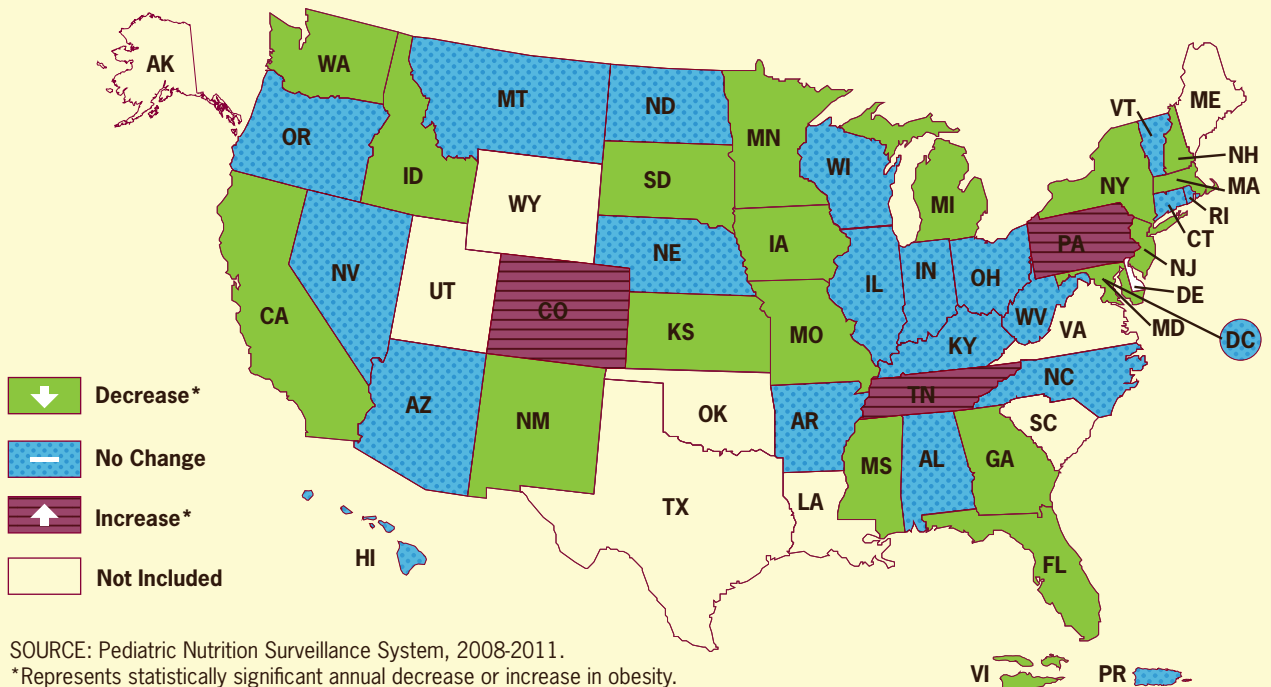 AK
WA
MT
ND
MN
VT
ME
OR
ID
SD
WI
MI
NY
NH
MA
RI
CT
WY
NE
IA
PA
NJ
DE
MD
DC
NV
UT
CO
KS
MO
IL
IN
OH
WV
VA
KY
CA
AZ
NM
OK
AR
TN
NC
SC
MS
AL
GA
TX
LA
FL
HI
VI
PR
Decrease*
No Change
Increase*
Not Included
SOURCE: Pediatric Nutrition Surveillance System, 2008-2011.
*Represents statistically significant annual decrease or increase in obesity.